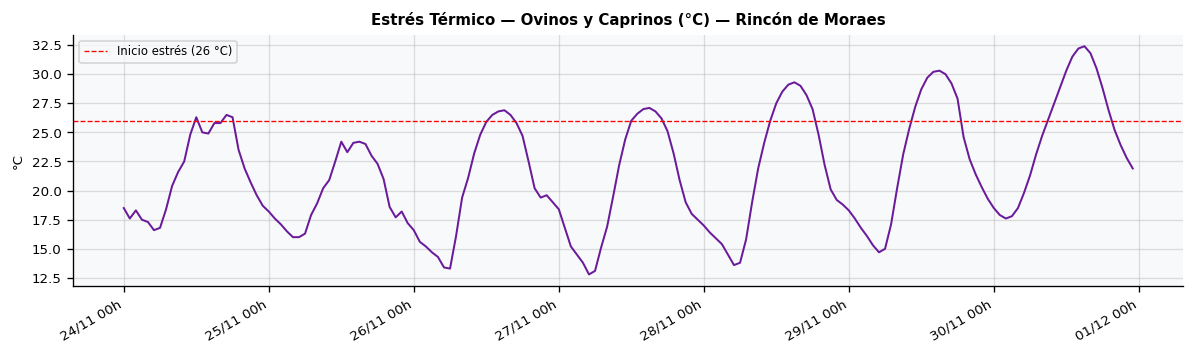 Estrés Térmico — Ovinos y Caprinos (°C) — Rincón de Moraes
Inicio estrés (26 °C)
°C
32.5
30.0
27.5
25.0
22.5
20.0
17.5
15.0
12.5
24/11 00h
25/11 00h
26/11 00h
27/11 00h
28/11 00h
29/11 00h
30/11 00h
01/12 00h